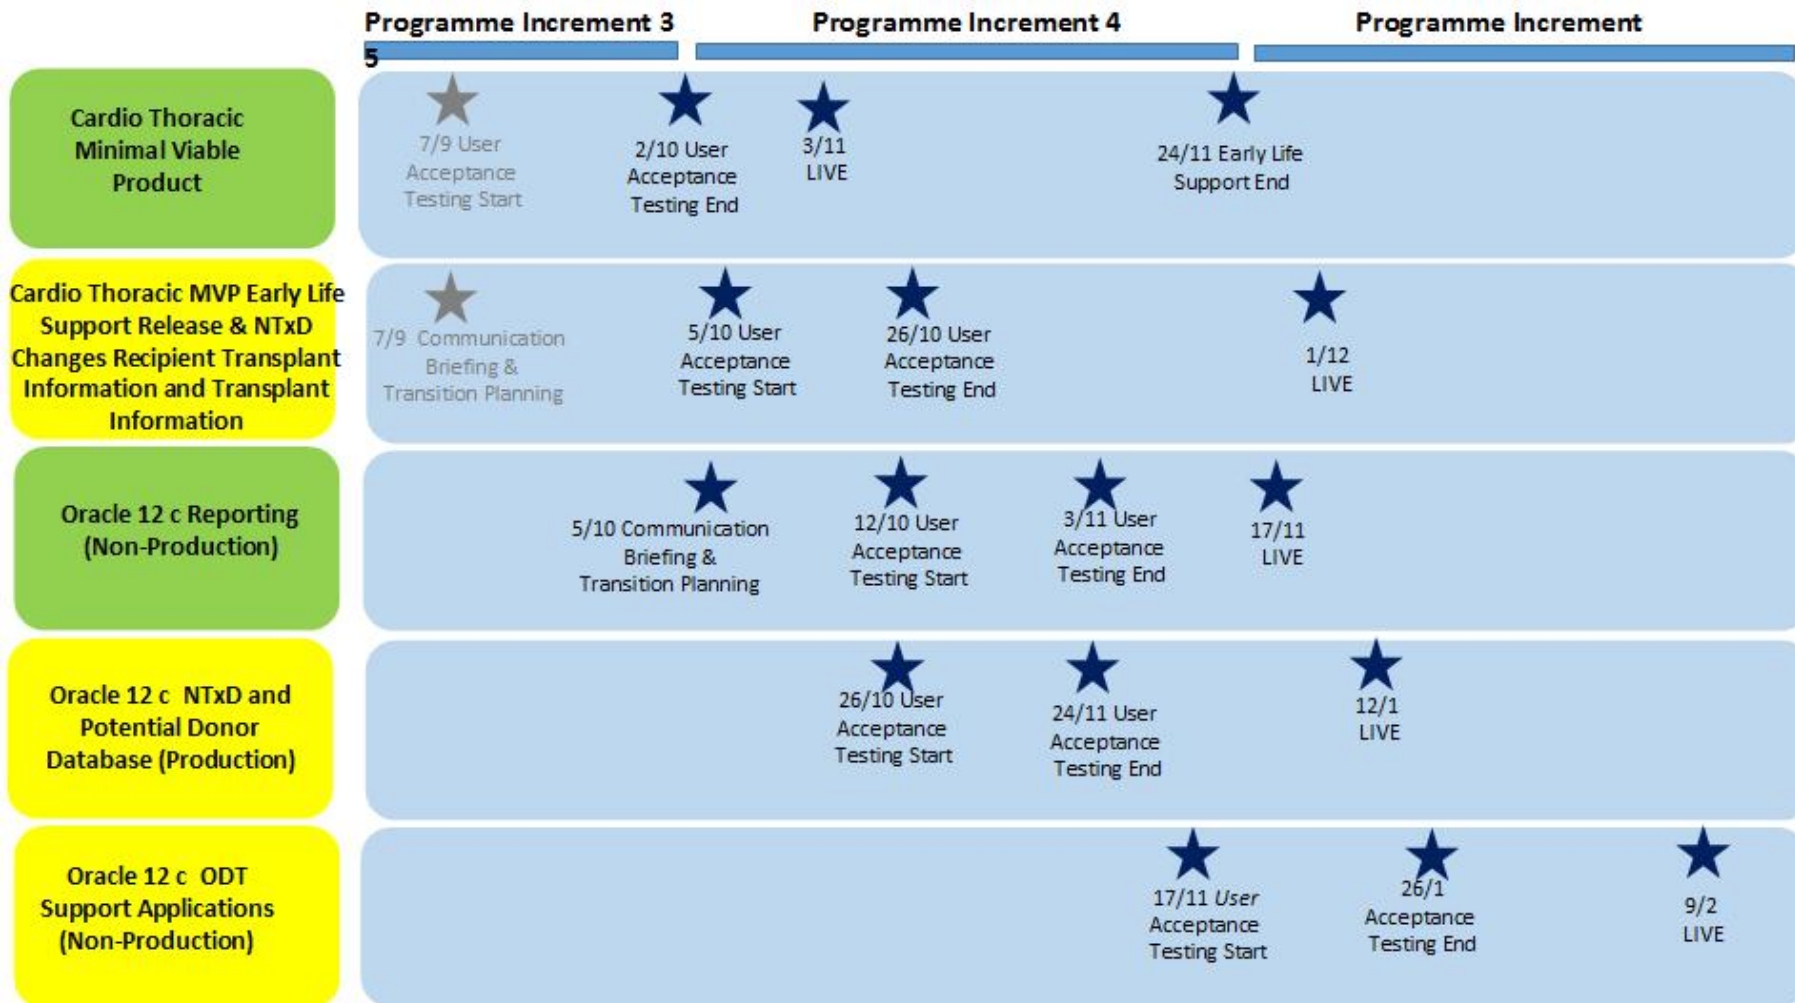 Programme Increment 3 Programme Increment 4 Programme Increment
5
Cardio Thoracic
Minimal Viable
Product
7/9 User
Acceptance
Testing Start
2/10 User
Acceptance
Testing End
3/11
LIVE
24/11 Early Life
Support End
Cardio Thoracic MVP Early Life
Support Release & NTxD
Changes Recipient Transplant
Information and Transplant
Information
7/9 Communication
Briefing &
Transition Planning
5/10 User
Acceptance
Testing Start
26/10 User
Acceptance
Testing End
1/12
LIVE
Oracle 12 c Reporting
(Non-Production)
5/10 Communication
Briefing &
Transition Planning
12/10 User
Acceptance
Testing Start
3/11 User
Acceptance
Testing End
17/11
LIVE
Oracle 12 c NTxD and
Potential Donor
Database (Production)
26/10 User
Acceptance
Testing Start
24/11 User
Acceptance
Testing End
12/1
LIVE
Oracle 12 c ODT
Support Applications
(Non-Production)
17/11 User
Acceptance
Testing Start
26/1
Acceptance
Testing End
9/2
LIVE